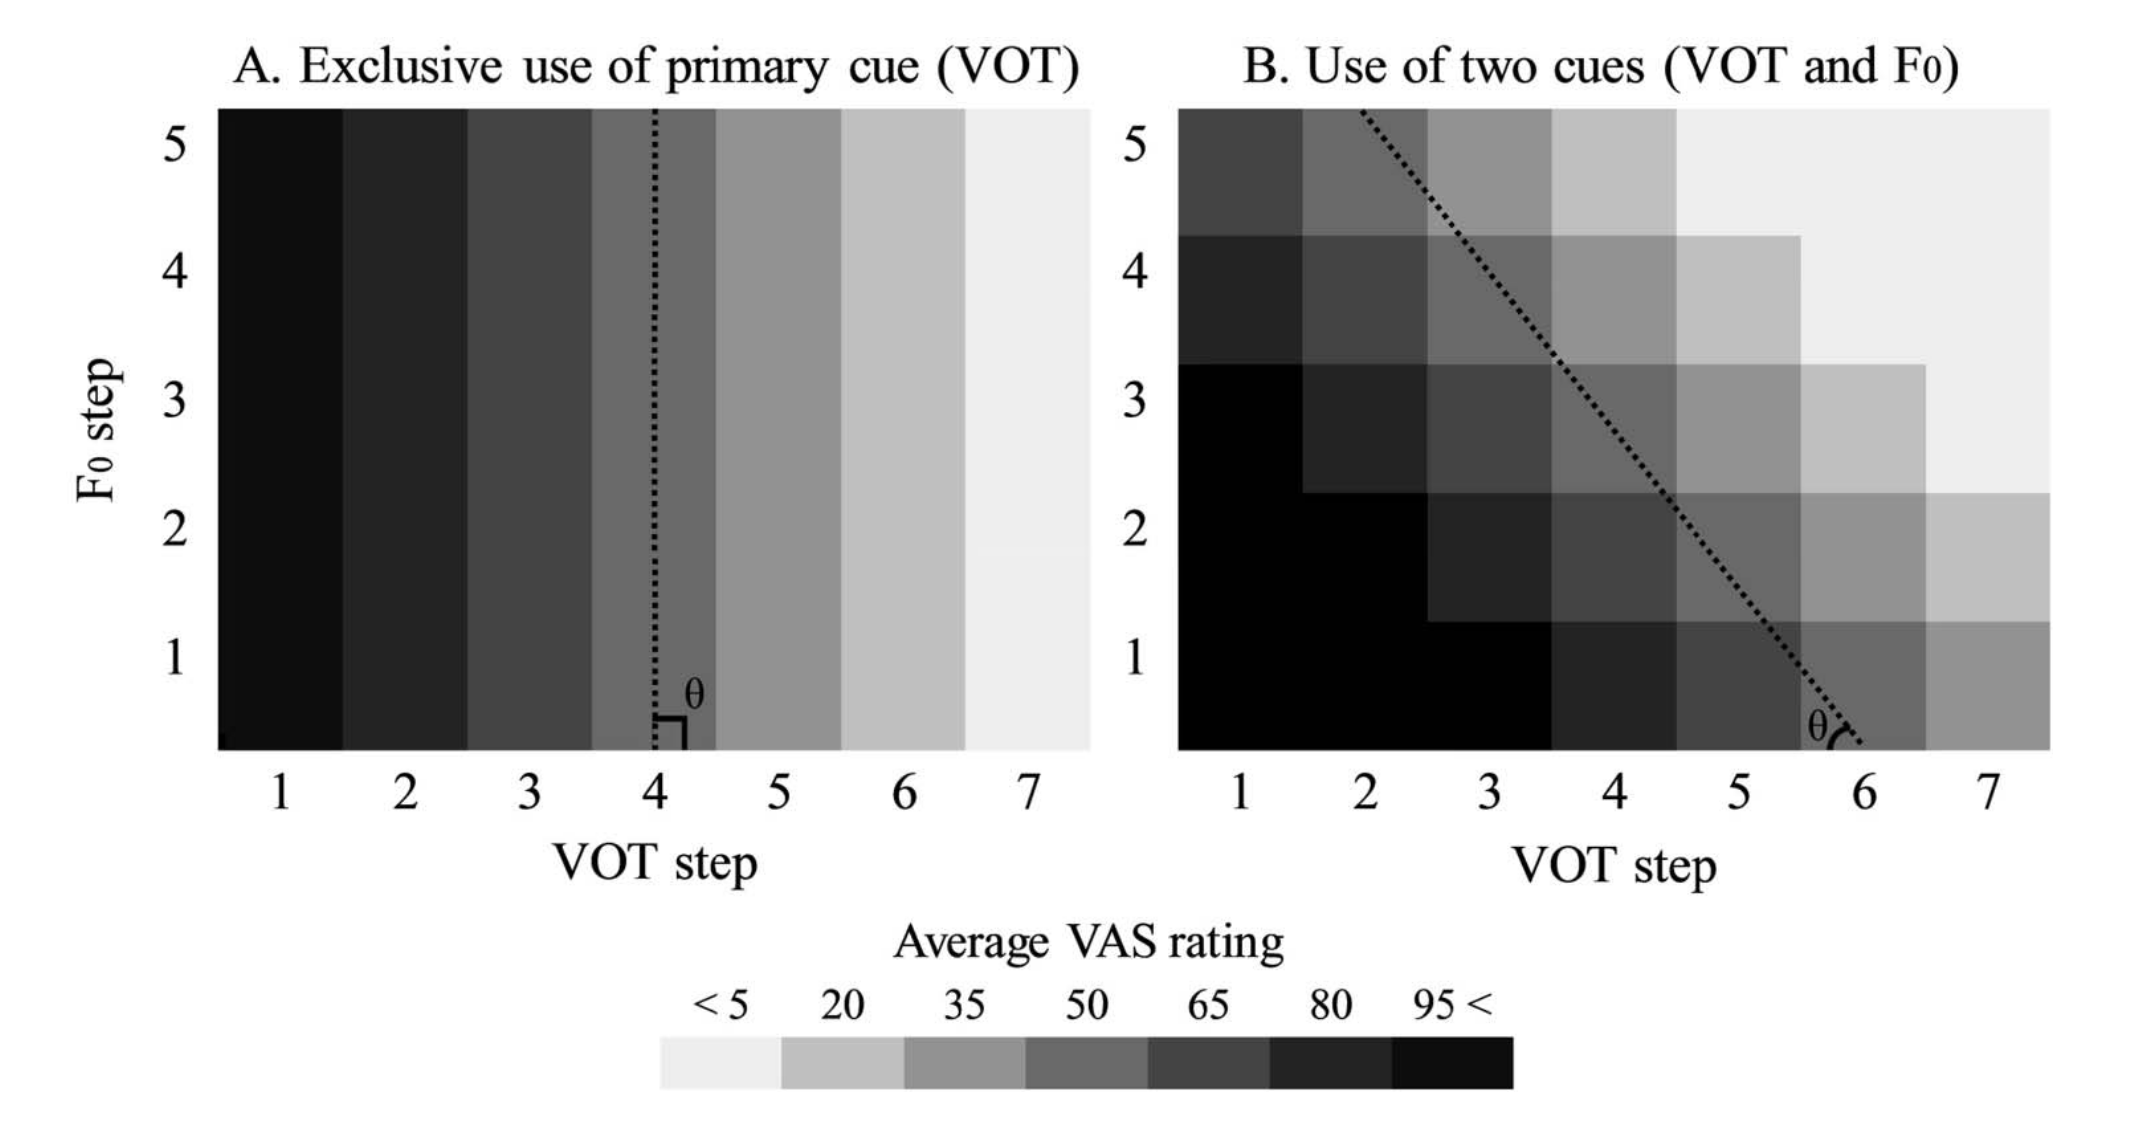 A. Exclusive use of primary cue (VOT)
5
4
3
2
1
F0 step
θ
1 2 3 4 5 6 7
VOT step
B. Use of two cues (VOT and F0)
5
4
3
2
1
θ
1 2 3 4 5 6 7
VOT step
Average VAS rating
< 5 20 35 50 65 80 95 <